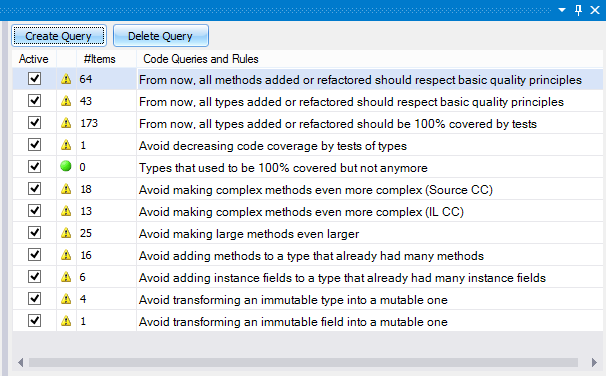 Create Query Delete Query
Active #Items Code Queries and Rules
64 From now, all methods added or refactored should respect basic quality principles
43 From now, all types added or refactored should respect basic quality principles
173 From now, all types added or refactored should be 100% covered by tests
1 Avoid decreasing code coverage by tests of types
0 Types that used to be 100% covered but not anymore
18 Avoid making complex methods even more complex (Source CC)
13 Avoid making complex methods even more complex (IL CC)
25 Avoid making large methods even larger
16 Avoid adding methods to a type that already had many methods
6 Avoid adding instance fields to a type that already had many instance fields
4 Avoid transforming an immutable type into a mutable one
1 Avoid transforming an immutable field into a mutable one